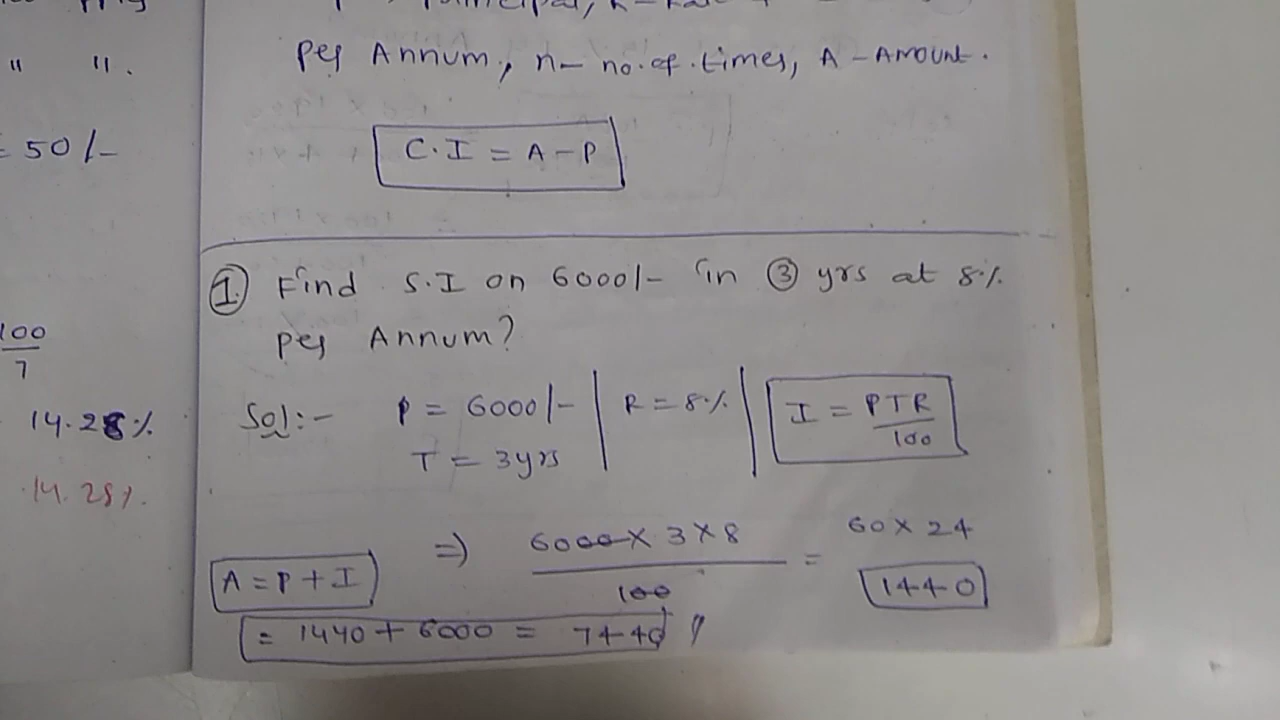 per Annum, n- no.of.times, A - AMOUNT.
" ".
= 50/-
C.I = A - P
1. Find S.I on 6000/- in 3 yrs at 8%
per Annum?
100
7
14.28%
14.28%.
Sol:- P = 6000/- R = 8% I = PTR
100
T = 3yrs
=) 6000 X 3 X 8 = 60 X 24
100
1440
A = P + I
= 1440 + 6000 = 7440